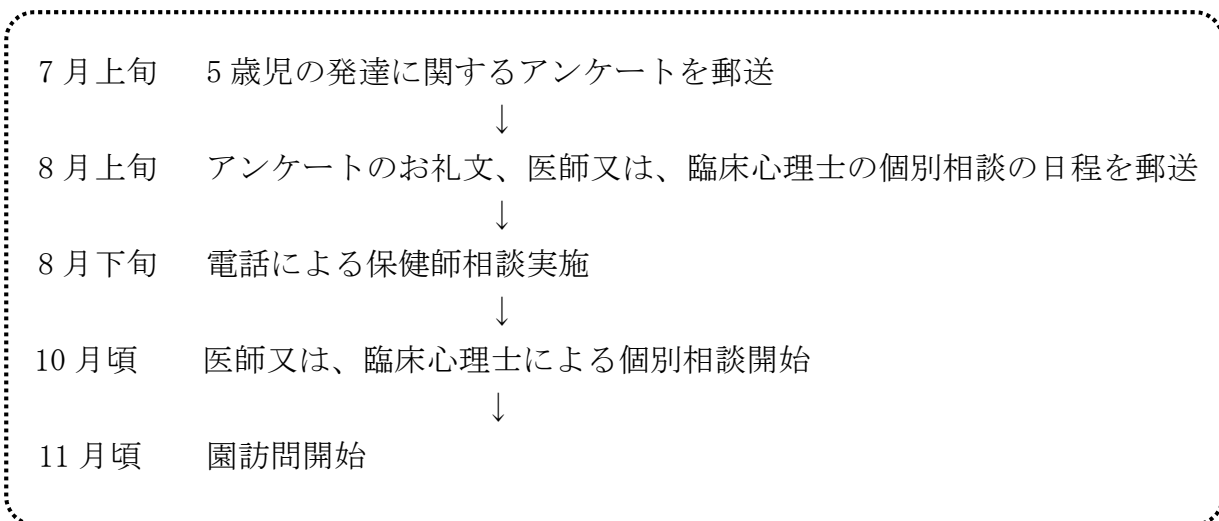 7月上旬 5歳児の発達に関するアンケートを郵送
↓
8月上旬 アンケートのお礼文、医師又は、臨床心理士の個別相談の日程を郵送
↓
8月下旬 電話による保健師相談実施
↓
10月頃 医師又は、臨床心理士による個別相談開始
↓
11月頃 園訪問開始